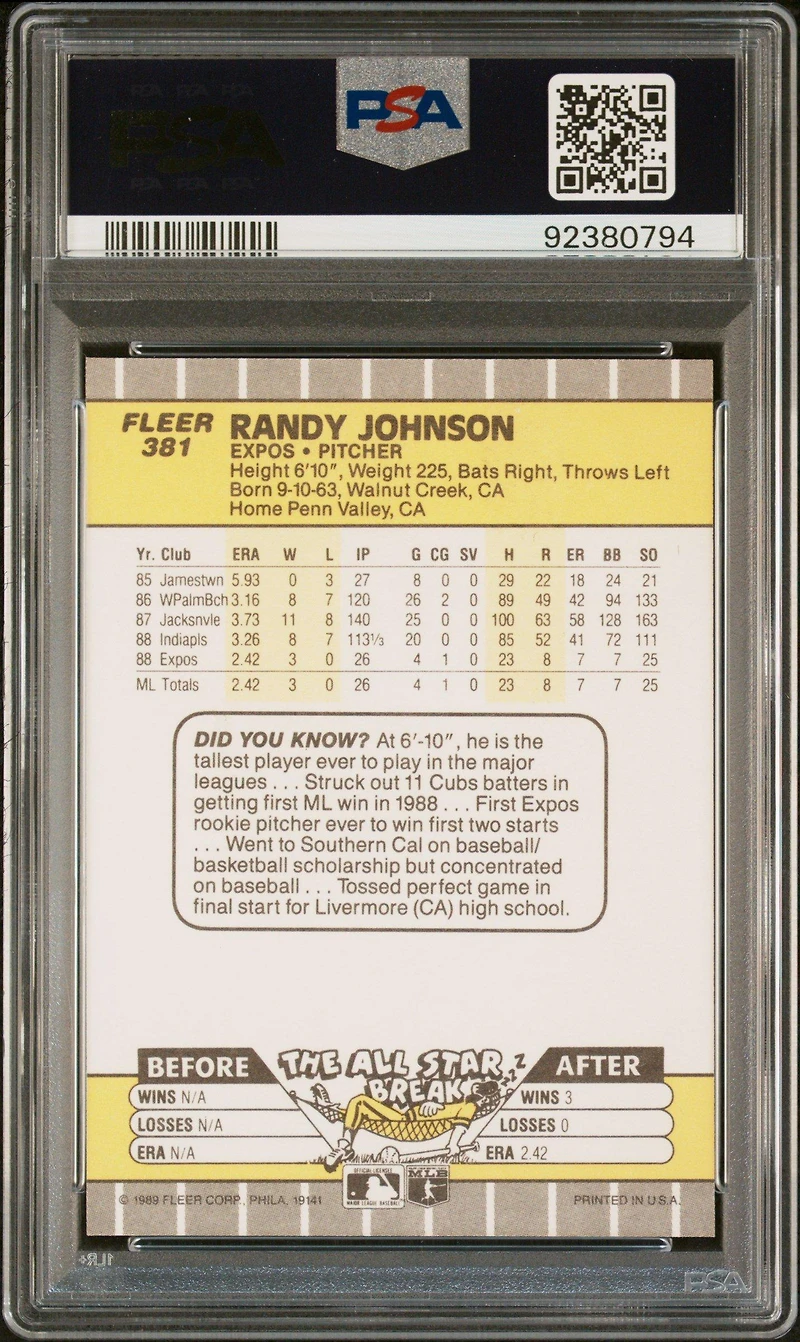 PSA
92380794
FLEER
381
RANDY JOHNSON
EXPOS • PITCHER
Height 6'10", Weight 225, Bats Right, Throws Left
Born 9-10-63, Walnut Creek, CA
Home Penn Valley, CA
Yr. Club ERA W L IP G CG SV H R ER BB SO
85 Jamestwn 5.93 0 3 27 8 0 0 29 22 18 24 21
86 WPalmBch 3.16 8 7 120 26 2 0 89 49 42 94 133
87 Jacksnvle 3.73 11 8 140 25 0 0 100 63 58 128 163
88 Indiapls 3.26 8 7 113⅓ 20 0 0 85 52 41 72 111
88 Expos 2.42 3 0 26 4 1 0 23 8 7 7 25
ML Totals 2.42 3 0 26 4 1 0 23 8 7 7 25
DID YOU KNOW? At 6'-10", he is the
tallest player ever to play in the major
leagues . . . Struck out 11 Cubs batters in
getting first ML win in 1988 . . . First Expos
rookie pitcher ever to win first two starts
. . . Went to Southern Cal on baseball/
basketball scholarship but concentrated
on baseball . . . Tossed perfect game in
final start for Livermore (CA) high school.
THE ALL STAR
BREAK
ZZZZ
BEFORE
WINS N/A
LOSSES N/A
ERA N/A
AFTER
WINS 3
LOSSES 0
ERA 2.42
OFFICIAL LICENSEE
MAJOR LEAGUE BASEBALL
MLB
© 1989 FLEER CORP., PHILA, 19141
PRINTED IN U.S.A.
PSA